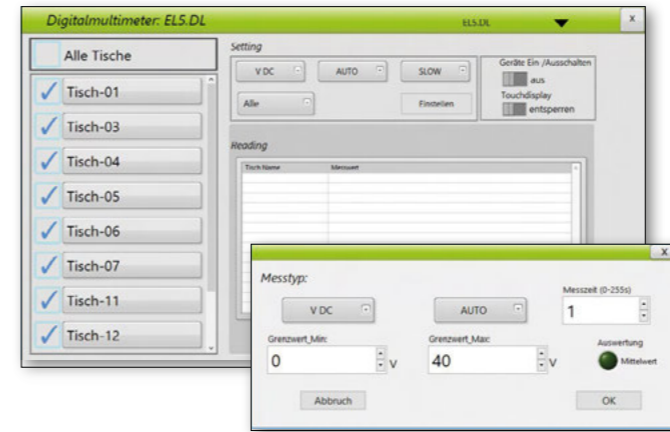 Digitalmultimeter: EL5.DL
EL5.DL
x
Alle Tische
Tisch-01
Tisch-03
Tisch-04
Tisch-05
Tisch-06
Tisch-07
Tisch-11
Tisch-12
Setting
V DC
AUTO
SLOW
Alle
Einstellen
Geräte Ein /Ausschalten
aus
Touchdisplay
entsperren
Reading
Tisch Name Messwert
x
Messtyp:
V DC
AUTO
Messzeit (0-255s)
1
Grenzwert_Min:
0 V
Grenzwert_Max:
40 V
Auswertung
Mittelwert
Abbruch
OK